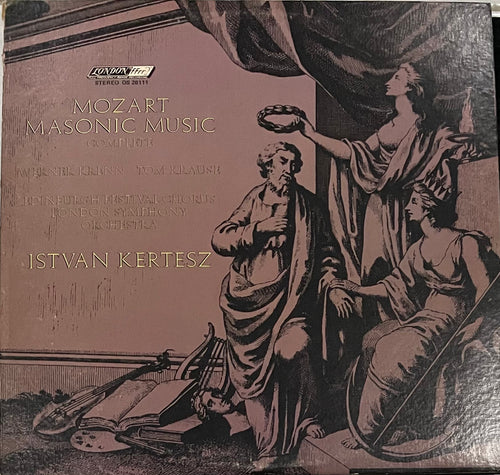 LONDON ffrr
STEREO OS 26111
MOZART
MASONIC MUSIC
COMPLETE
WERNER KRENN · TOM KRAUSE
EDINBURGH FESTIVAL CHORUS
LONDON SYMPHONY
ORCHESTRA
ISTVAN KERTESZ